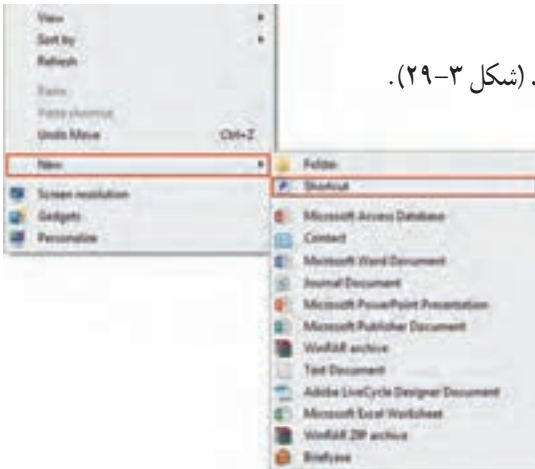 View
Sort by
Refresh
Paste
Paste shortcut
Undo Move Ctrl+Z
New
Screen resolution
Gadgets
Personalize
. (شکل ۳-۲۹).
Folder
Shortcut
Microsoft Access Database
Contact
Microsoft Word Document
Journal Document
Microsoft PowerPoint Presentation
Microsoft Publisher Document
WinRAR archive
Text Document
Adobe LiveCycle Designer Document
Microsoft Excel Worksheet
WinRAR ZIP archive
Briefcase